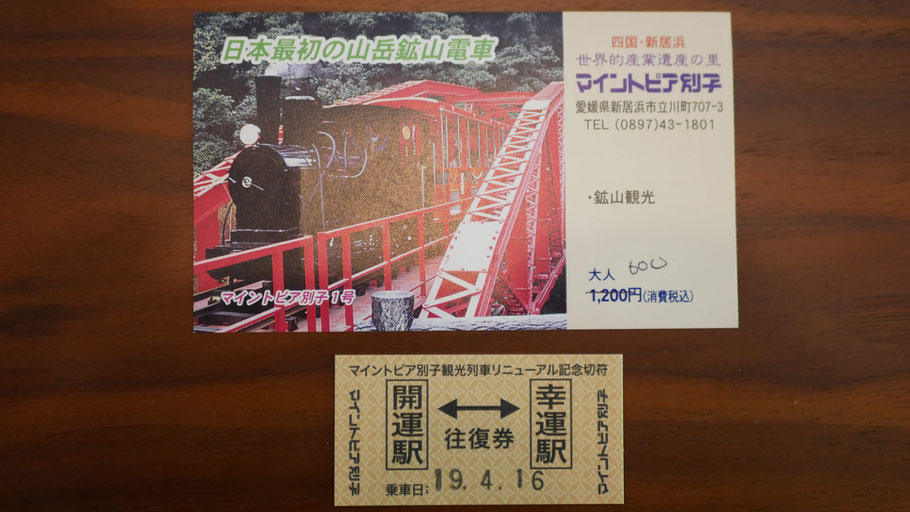 日本最初の山岳鉱山電車
マイントピア別子1号
四国・新居浜
世界的産業遺産の里
マイントピア別子
愛媛県新居浜市立川町707-3
TEL (0897)43-1801
・鉱山観光
600
大人
1,200円(消費税込)
マイントピア別子観光列車リニューアル記念切符
マイントピア別子
開運駅
往復券
幸運駅
マイントピア別子
乗車日:19.4.16